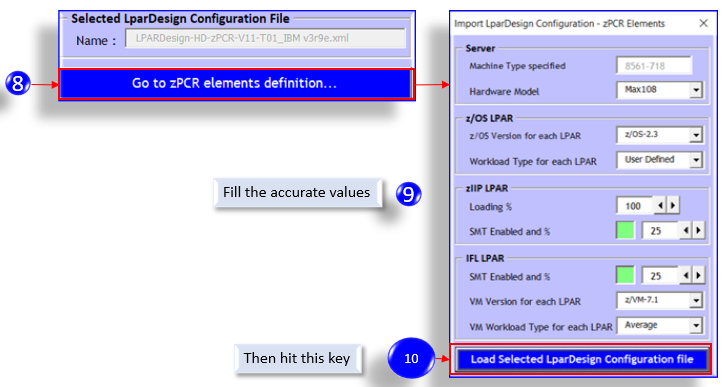 Selected LparDesign Configuration File
Name : LPARDesign-HD-zPCR-V11-T01_IBM v3r9e.xml
8
Go to zPCR elements definition...
Fill the accurate values
9
Then hit this key
10
Import LparDesign Configuration - zPCR Elements
Server
Machine Type specified 8561-718
Hardware Model Max108
z/OS LPAR
z/OS Version for each LPAR z/OS-2.3
Workload Type for each LPAR User Defined
zIIP LPAR
Loading % 100
SMT Enabled and % 25
IFL LPAR
SMT Enabled and % 25
VM Version for each LPAR z/VM-7.1
VM Workload Type for each LPAR Average
Load Selected LparDesign Configuration file